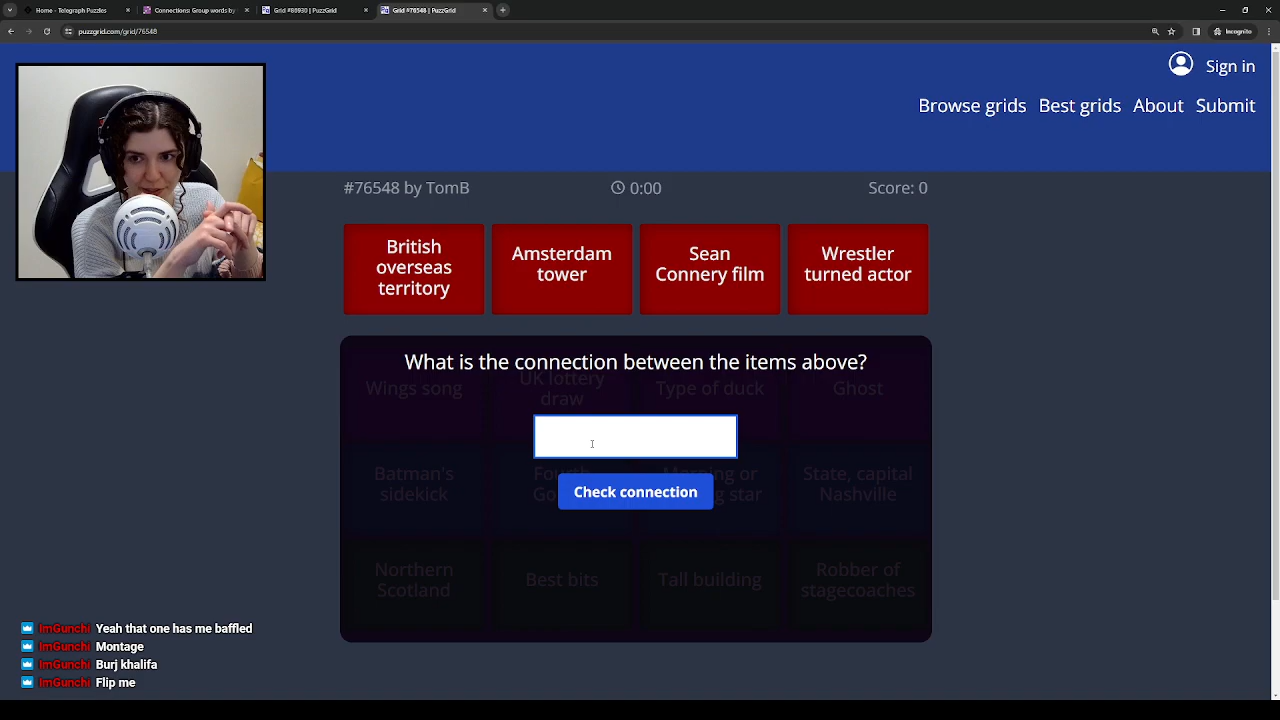 Home - Telegraph Puzzles
Connections: Group words by
Grid #80930 | PuzzGrid
Grid #76548 | PuzzGrid
puzzgrid.com/grid/76548
Incognito
Sign in
Browse grids
Best grids
About
Submit
#76548 by TomB
0:00
Score: 0
British
overseas
territory
Amsterdam
tower
Sean
Connery film
Wrestler
turned actor
What is the connection between the items above?
Wings song
UK lottery
draw
Type of duck
Ghost
Batman's
sidekick
Morning or
star
State, capital
Nashville
Check connection
Northern
Scotland
Best bits
Tall building
Robber of
stagecoaches
ImGunchi Yeah that one has me baffled
ImGunchi Montage
ImGunchi Burj khalifa
ImGunchi Flip me